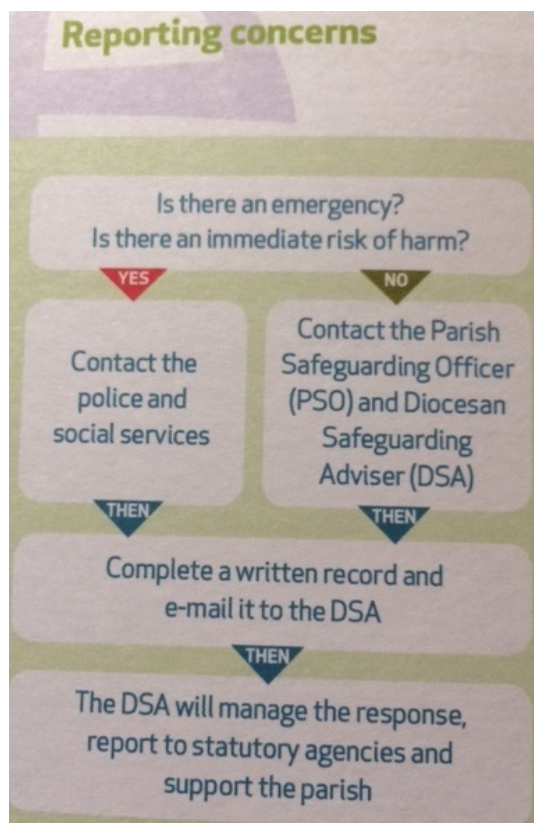 Reporting concerns
Is there an emergency?
Is there an immediate risk of harm?
YES
NO
Contact the
police and
social services
Contact the Parish
Safeguarding Officer
(PSO) and Diocesan
Safeguarding
Adviser (DSA)
THEN
THEN
Complete a written record and
e-mail it to the DSA
THEN
The DSA will manage the response,
report to statutory agencies and
support the parish